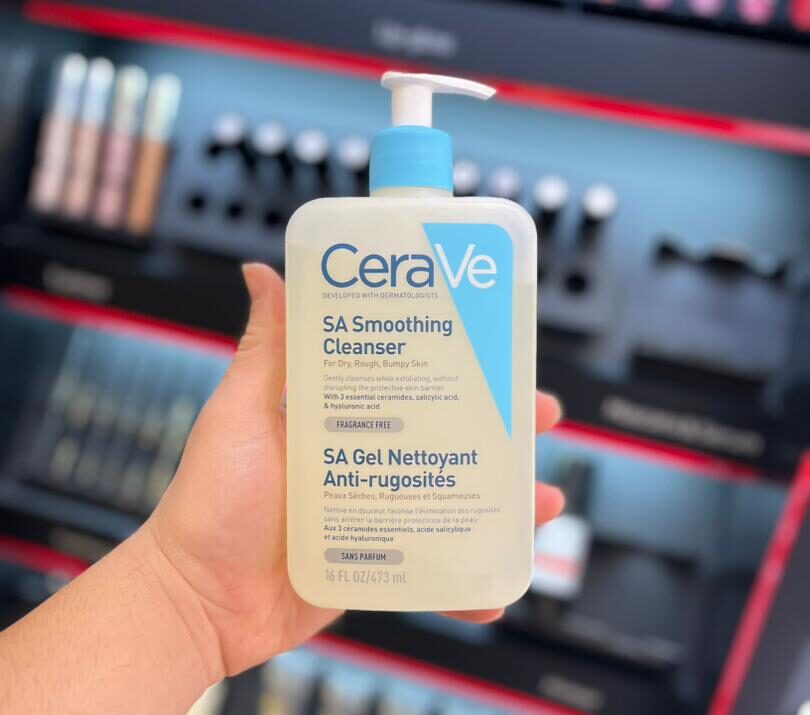 CeraVe
DEVELOPED WITH DERMATOLOGISTS
SA Smoothing
Cleanser
For Dry, Rough, Bumpy Skin
Gently cleanses while exfoliating, without
disrupting the protective skin barrier
With 3 essential ceramides, salicylic acid,
& hyaluronic acid
FRAGRANCE FREE
SA Gel Nettoyant
Anti-rugosités
Peaux Sèches, Rugueuses et Squameuses
Nettoie en douceur, favorise l'élimination des rugosités
sans altérer la barrière protectrice de la peau
Aux 3 céramides essentiels, acide salicylique
et acide hyaluronique
SANS PARFUM
16 FL OZ/473 ml